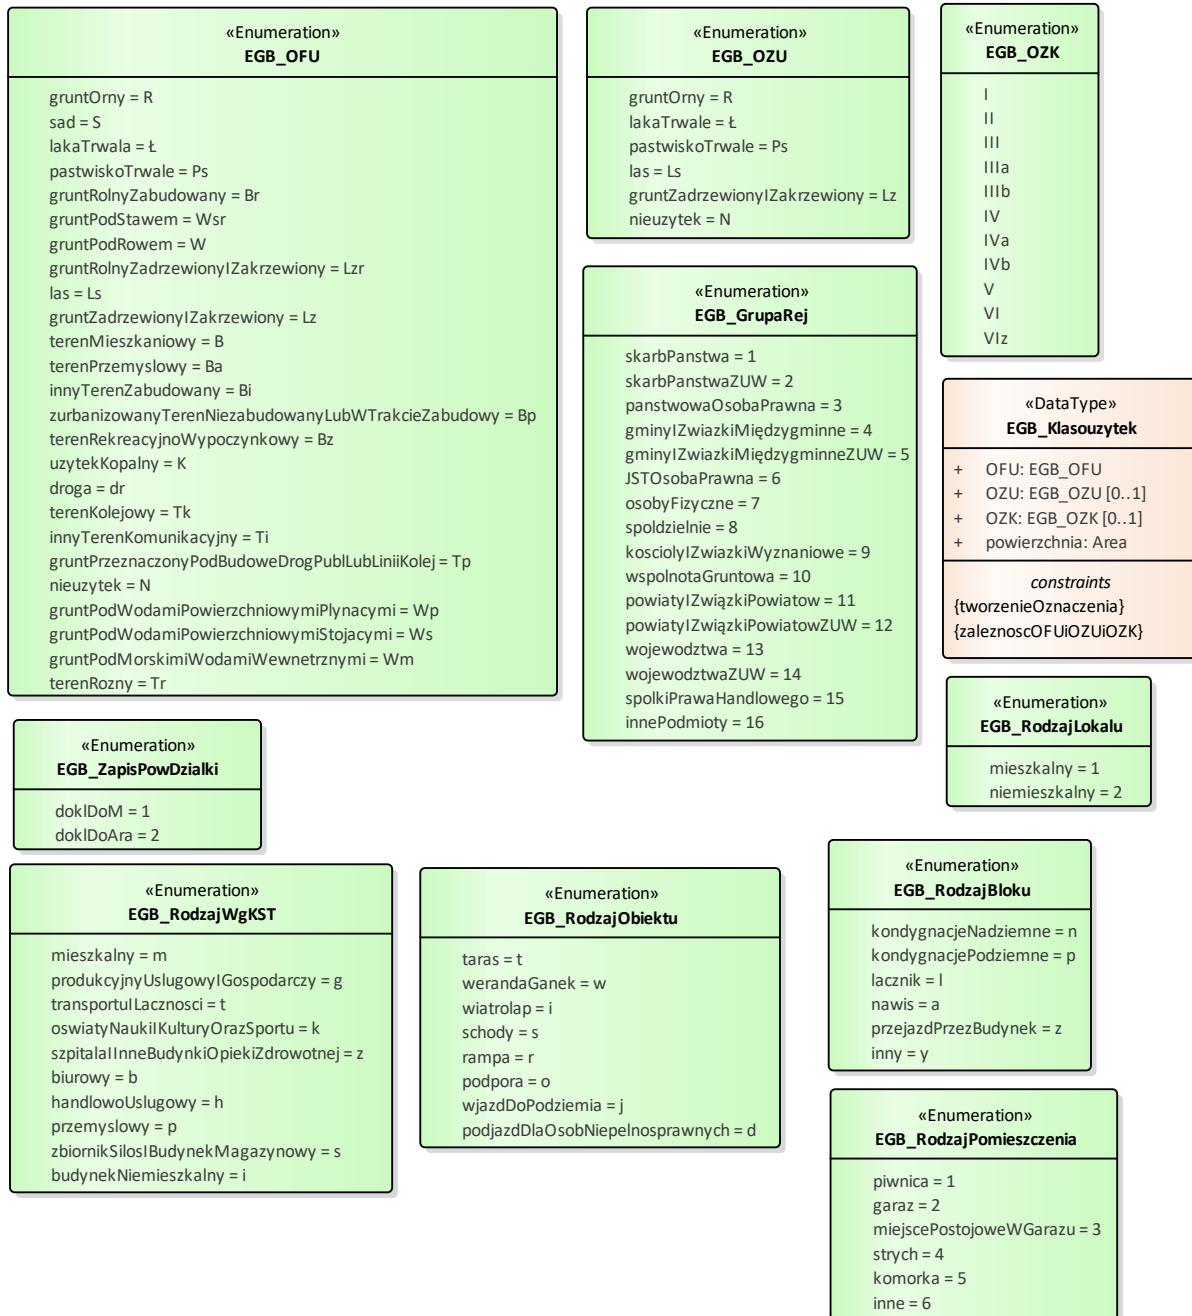 «Enumeration»
EGB_OFU
gruntOrny = R
sad = S
lakaTrwala = Ł
pastwiskoTrwale = Ps
gruntRolnyZabudowany = Br
gruntPodStawem = Wsr
gruntPodRowem = W
gruntRolnyZadrzewionyIZakrzewiony = Lzr
las = Ls
gruntZadrzewionyIZakrzewiony = Lz
terenMieszkaniowy = B
terenPrzemyslowy = Ba
innyTerenZabudowany = Bi
zurbanizowanyTerenNiezabudowanyLubWTrakcieZabudowy = Bp
terenRekreacyjnoWypoczynkowy = Bz
uzytekKopalny = K
droga = dr
terenKolejowy = Tk
innyTerenKomunikacyjny = Ti
gruntPrzeznaczonyPodBudoweDrogPublLubLiniiKolej = Tp
nieuzytek = N
gruntPodWodamiPowierzchniowymiPlynacymi = Wp
gruntPodWodamiPowierzchniowymiStojacymi = Ws
gruntPodMorskimiWodamiWewnetrznymi = Wm
terenRozny = Tr
«Enumeration»
EGB_OZU
gruntOrny = R
lakaTrwale = Ł
pastwiskoTrwale = Ps
las = Ls
gruntZadrzewionyIZakrzewiony = Lz
nieuzytek = N
«Enumeration»
EGB_OZK
I
II
III
IIIa
IIIb
IV
IVa
IVb
V
VI
VIz
«Enumeration»
EGB_GrupaRej
skarbPanstwa = 1
skarbPanstwaZUW = 2
panstwowaOsobaPrawna = 3
gminyIZwiazkiMiędzygminne = 4
gminyIZwiazkiMiędzygminneZUW = 5
JSTOsobaPrawna = 6
osobyFizyczne = 7
spoldzielnie = 8
koscioIyIZwiazkiWyznaniowe = 9
wspolnotaGruntowa = 10
powiatyIZwiązkiPowiatow = 11
powiatyIZwiązkiPowiatowZUW = 12
wojewodztwa = 13
wojewodztwaZUW = 14
spolkiPrawaHandlowego = 15
innePodmioty = 16
«DataType»
EGB_Klasouzytek
+ OFU: EGB_OFU
+ OZU: EGB_OZU [0..1]
+ OZK: EGB_OZK [0..1]
+ powierzchnia: Area
constraints
{tworzenieOznaczenia}
{zaleznoscOFUiOZUiOZK}
«Enumeration»
EGB_RodzajLokalu
mieszkalny = 1
niemieszkalny = 2
«Enumeration»
EGB_ZapisPowDzialki
doklDoM = 1
doklDoAra = 2
«Enumeration»
EGB_RodzajWgKST
mieszkalny = m
produkcyjnyUslugowyIGospodarczy = g
transportuILacznosci = t
oswiatyNaukiIKulturyOrazSportu = k
szpitalaIInneBudynkiOpiekiZdrowotnej = z
biurowy = b
handlowoUslugowy = h
przemyslowy = p
zbiornikSilosIBudynekMagazynowy = s
budynekNiemieszkalny = i
«Enumeration»
EGB_RodzajObiektu
taras = t
werandaGanek = w
wiatrolap = i
schody = s
rampa = r
podpora = o
wjazdDoPodziemia = j
podjazdDlaOsobNiepelnosprawnych = d
«Enumeration»
EGB_RodzajBloku
kondygnacjeNadziemne = n
kondygnacjePodziemne = p
lacznik = l
nawis = a
przejazdPrzezBudynek = z
inny = y
«Enumeration»
EGB_RodzajPomieszczenia
piwnica = 1
garaz = 2
miejscePostojoweWGarazu = 3
strych = 4
komorka = 5
inne = 6